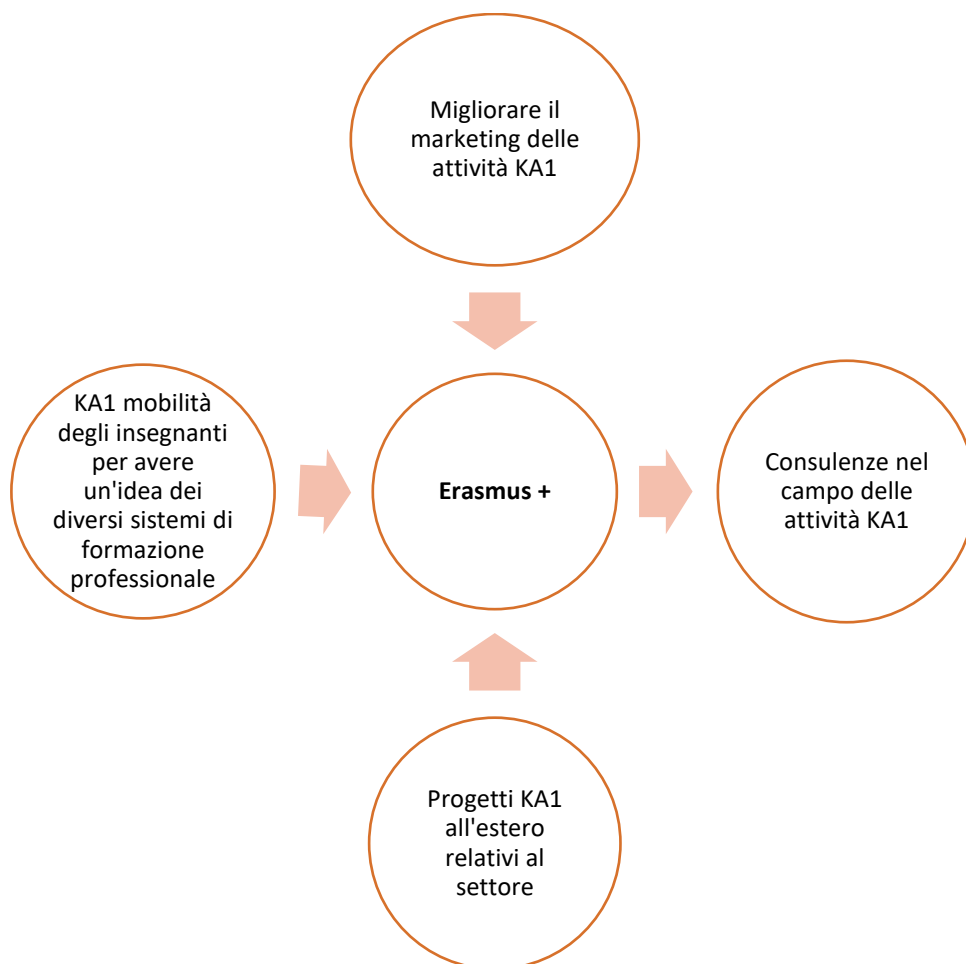 Migliorare il
marketing delle
attività KA1
KA1 mobilità
degli insegnanti
per avere
un'idea dei
diversi sistemi di
formazione
professionale
Erasmus +
Consulenze nel
campo delle
attività KA1
Progetti KA1
all'estero
relativi al
settore